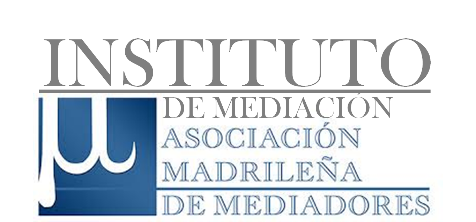 INSTITUTO
DE MEDIACIÓN
µ
ASOCIACIÓN
MADRILEÑA
DE MEDIADORES